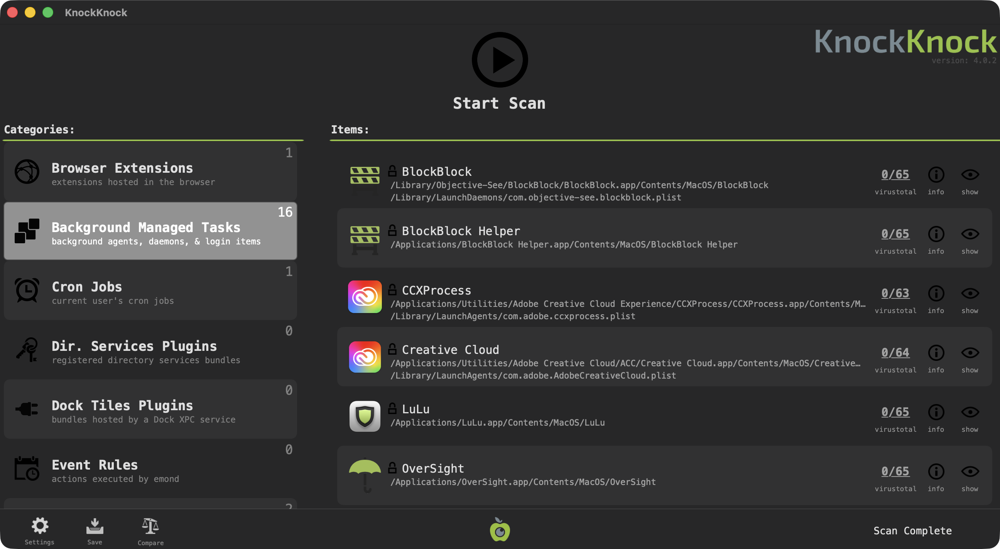 KnockKnock
KnockKnock
version: 4.0.2
Start Scan
Categories:
1
Browser Extensions
extensions hosted in the browser
16
Background Managed Tasks
background agents, daemons, & login items
1
Cron Jobs
current user's cron jobs
0
Dir. Services Plugins
registered directory services bundles
0
Dock Tiles Plugins
bundles hosted by a Dock XPC service
0
Event Rules
actions executed by emond
2
Items:
BlockBlock
/Library/Objective-See/BlockBlock/BlockBlock.app/Contents/MacOS/BlockBlock
/Library/LaunchDaemons/com.objective-see.blockblock.plist
0/65
virustotal info show
BlockBlock Helper
/Applications/BlockBlock Helper.app/Contents/MacOS/BlockBlock Helper
0/65
virustotal info show
CCXProcess
/Applications/Utilities/Adobe Creative Cloud Experience/CCXProcess/CCXProcess.app/Contents/M…
/Library/LaunchAgents/com.adobe.ccxprocess.plist
0/63
virustotal info show
Creative Cloud
/Applications/Utilities/Adobe Creative Cloud/ACC/Creative Cloud.app/Contents/MacOS/Creative…
/Library/LaunchAgents/com.adobe.AdobeCreativeCloud.plist
0/64
virustotal info show
LuLu
/Applications/LuLu.app/Contents/MacOS/LuLu
0/65
virustotal info show
OverSight
/Applications/OverSight.app/Contents/MacOS/OverSight
0/65
virustotal info show
Settings Save Compare
Scan Complete